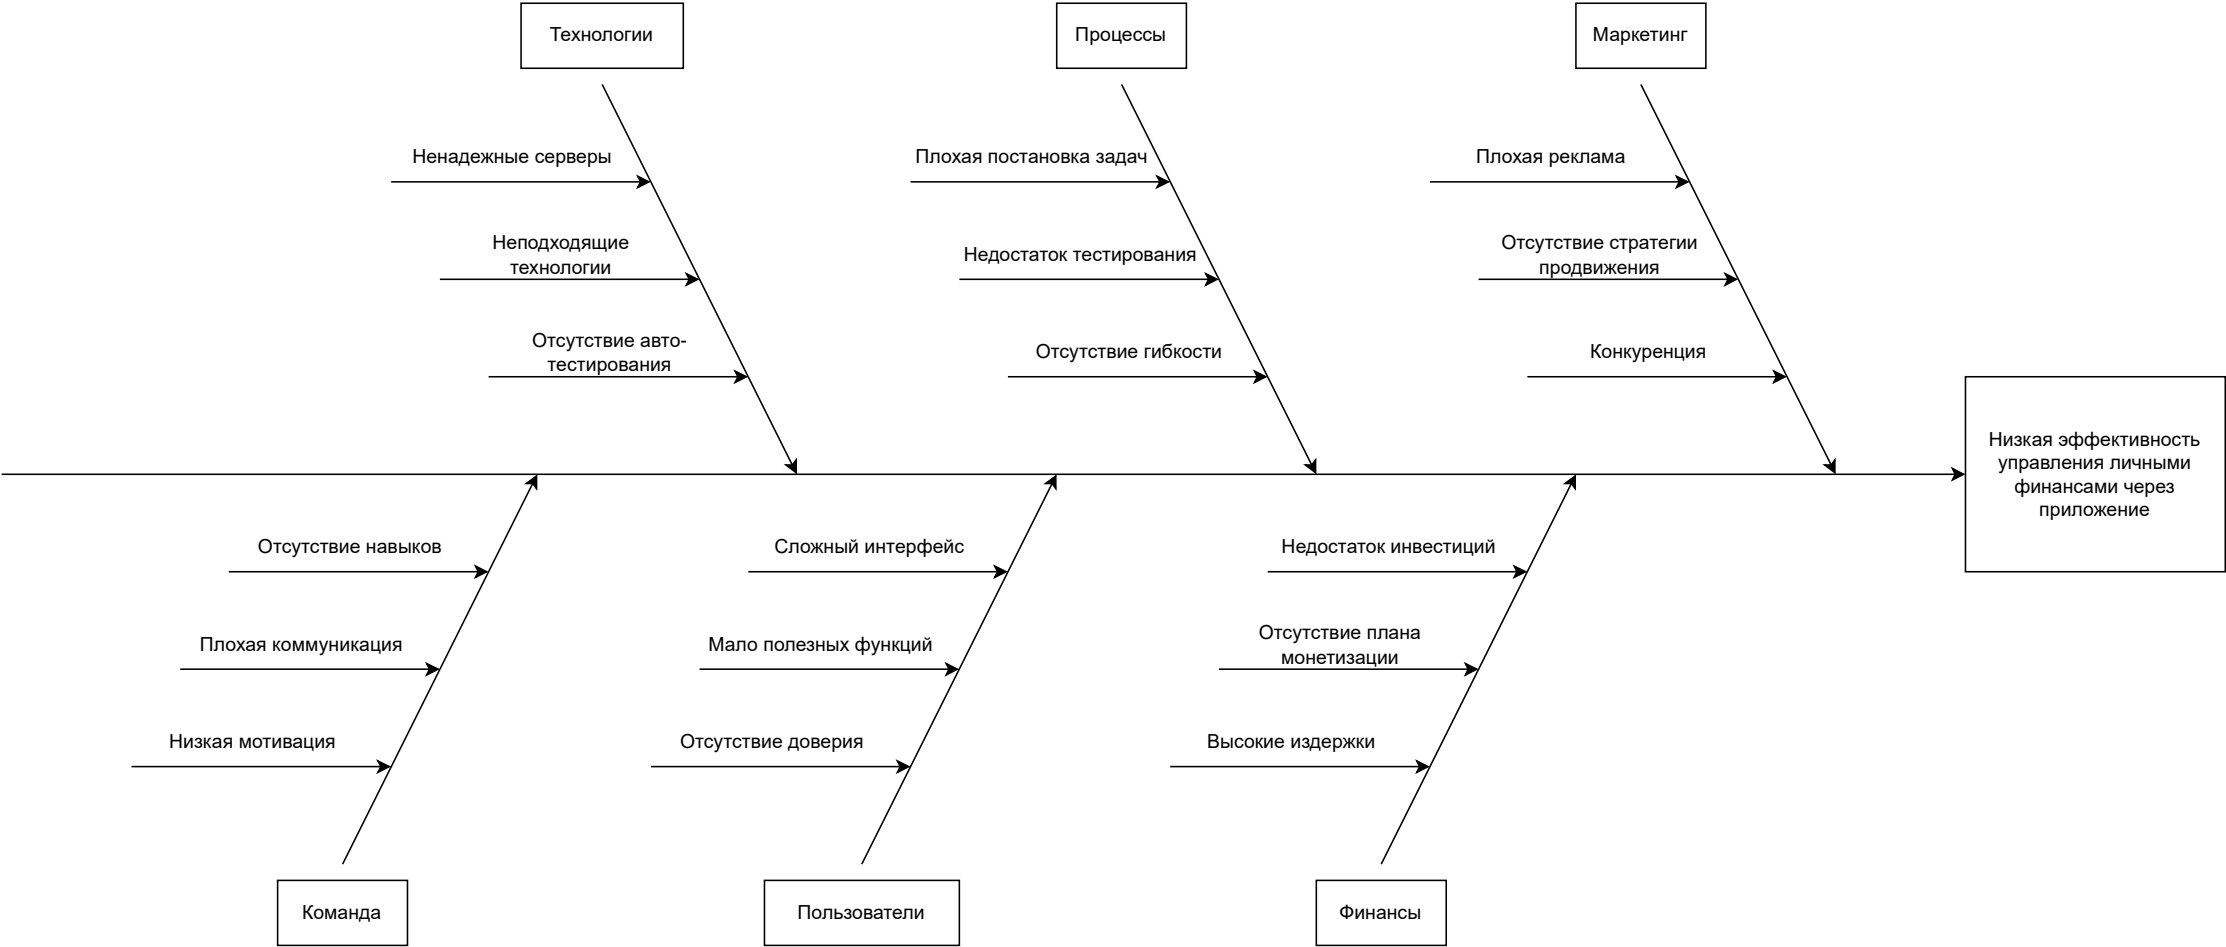 Технологии
Процессы
Маркетинг
Ненадежные серверы
Плохая постановка задач
Плохая реклама
Неподходящие
технологии
Недостаток тестирования
Отсутствие стратегии
продвижения
Отсутствие авто-
тестирования
Отсутствие гибкости
Конкуренция
Низкая эффективность
управления личными
финансами через
приложение
Отсутствие навыков
Сложный интерфейс
Недостаток инвестиций
Плохая коммуникация
Мало полезных функций
Отсутствие плана
монетизации
Низкая мотивация
Отсутствие доверия
Высокие издержки
Команда
Пользователи
Финансы